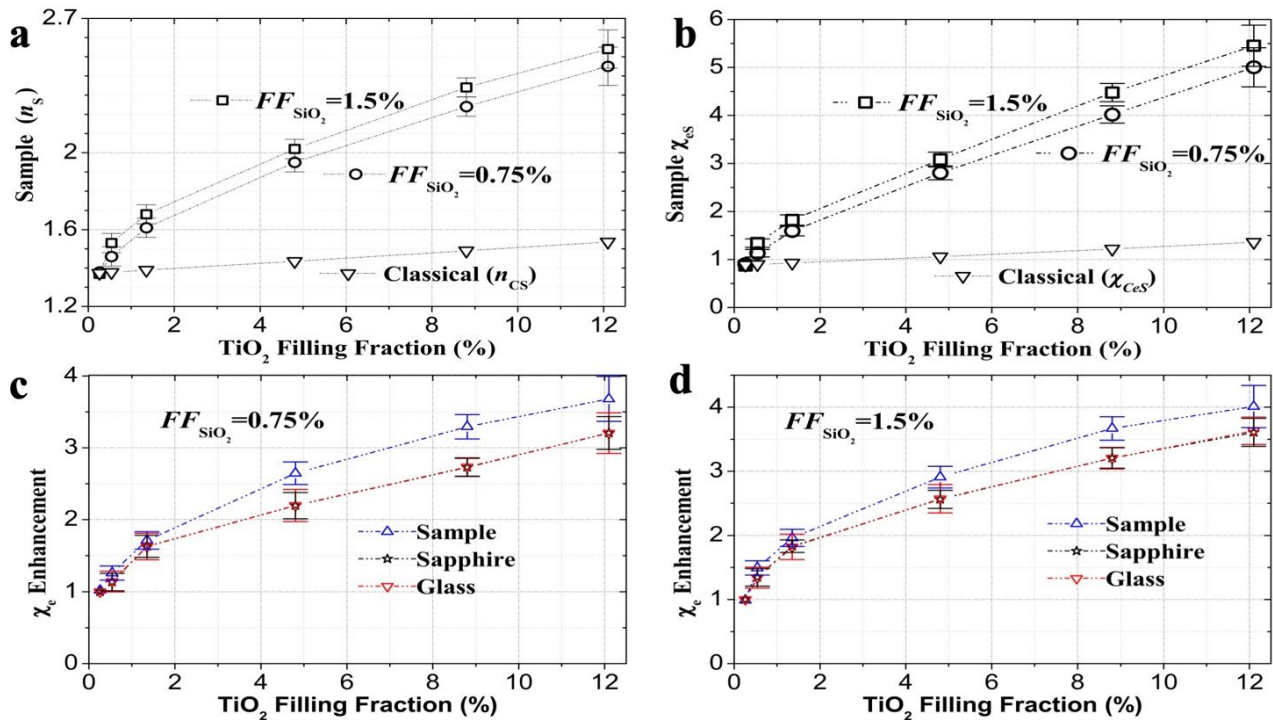 a
2.7
2.4
2
1.6
1.2
Sample (nS)
FFSiO2=1.5%
FFSiO2=0.75%
Classical (nCS)
0 2 4 6 8 10 12
TiO2 Filling Fraction (%)
b
6
5
4
3
2
1
0
Sample χeS
FFSiO2=1.5%
FFSiO2=0.75%
Classical (χCeS)
0 2 4 6 8 10 12
TiO2 Filling Fraction (%)
c
4
3
2
1
0
χe Enhancement
FFSiO2=0.75%
Sample
Sapphire
Glass
0 2 4 6 8 10 12
TiO2 Filling Fraction (%)
d
4
3
2
1
0
χe Enhancement
FFSiO2=1.5%
Sample
Sapphire
Glass
0 2 4 6 8 10 12
TiO2 Filling Fraction (%)